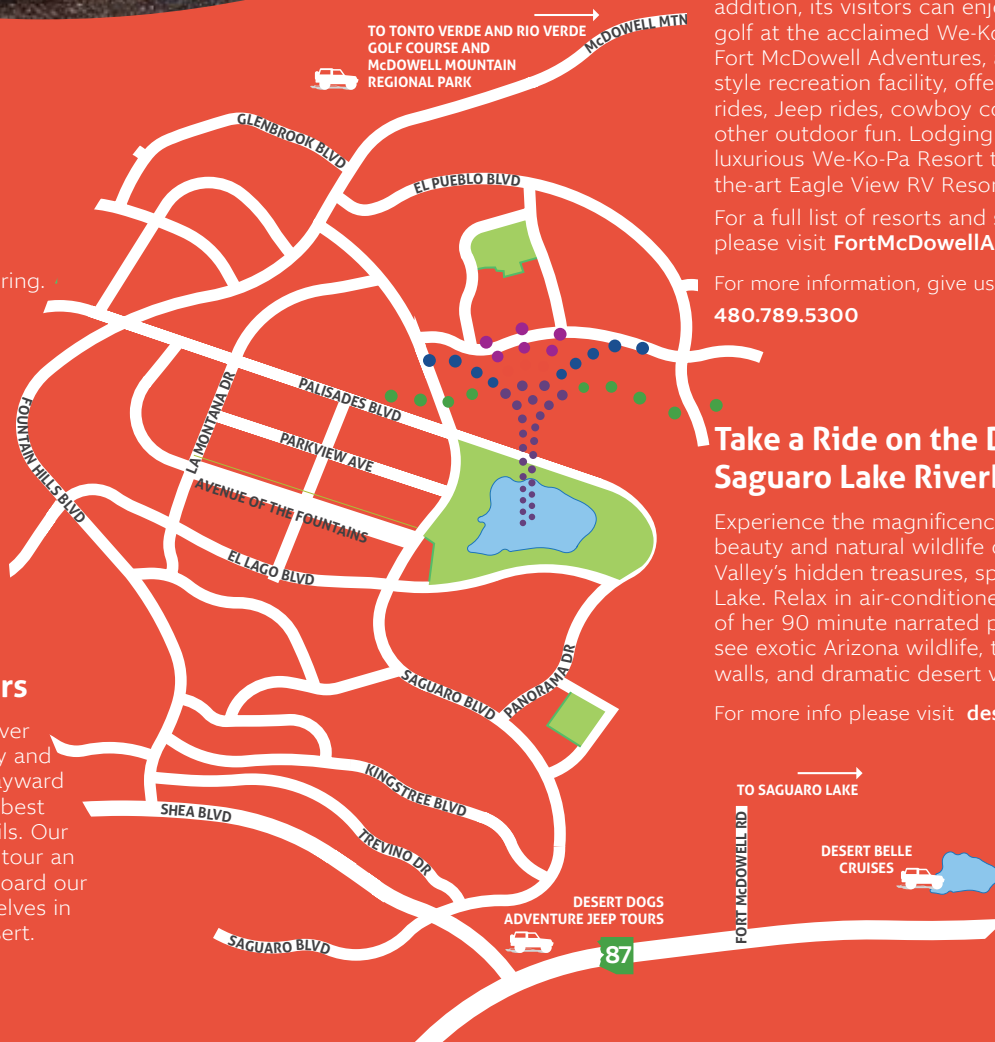 TO TONTO VERDE AND RIO VERDE
GOLF COURSE AND
McDOWELL MOUNTAIN
REGIONAL PARK
McDOWELL MTN
GLENBROOK BLVD
EL PUEBLO BLVD
FOUNTAIN HILLS BLVD
LA MONTANA DR
PALISADES BLVD
PARKVIEW AVE
AVENUE OF THE FOUNTAINS
EL LAGO BLVD
SAGUARO BLVD
PANORAMA DR
KINGSTREE BLVD
SHEA BLVD
TREVINO DR
SAGUARO BLVD
DESERT DOGS
ADVENTURE JEEP TOURS
87
FORT McDOWELL RD
TO SAGUARO LAKE
DESERT BELLE
CRUISES
ring.
rs
ver
y and
ayward
best
ils. Our
tour an
oard our
elves in
sert.
addition, its visitors can enj
golf at the acclaimed We-Ko
Fort McDowell Adventures,
style recreation facility, offe
rides, Jeep rides, cowboy co
other outdoor fun. Lodging
luxurious We-Ko-Pa Resort t
the-art Eagle View RV Resor
For a full list of resorts and s
please visit FortMcDowellA
For more information, give us
480.789.5300
Take a Ride on the D
Saguaro Lake Riverb
Experience the magnificenc
beauty and natural wildlife o
Valley's hidden treasures, sp
Lake. Relax in air-conditione
of her 90 minute narrated p
see exotic Arizona wildlife, t
walls, and dramatic desert v
For more info please visit des